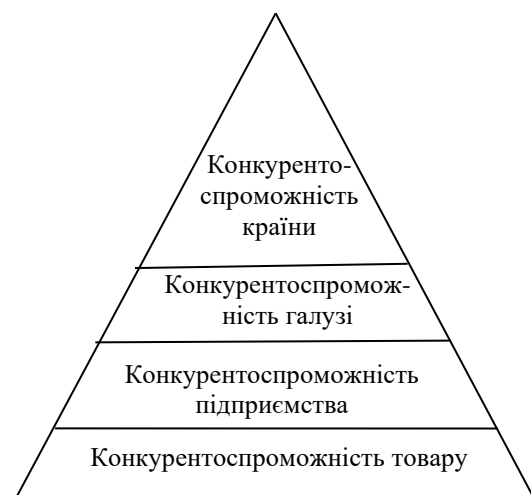 Конкуренто-
спроможність
країни
Конкурентоспромож-
ність галузі
Конкурентоспроможність
підприємства
Конкурентоспроможність товару